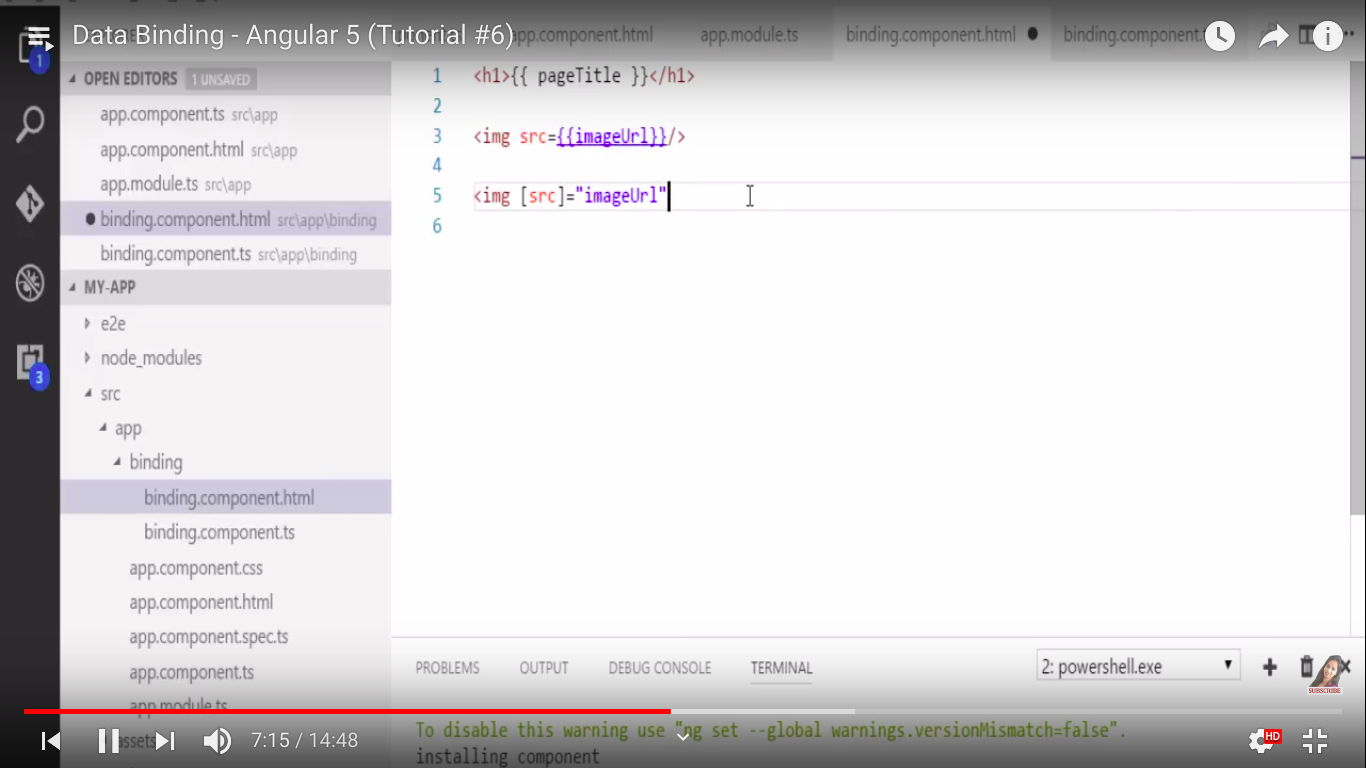 Data Binding - Angular 5 (Tutorial #6)
app.component.html
app.module.ts
binding.component.html
binding.component.
1
OPEN EDITORS 1 UNSAVED
app.component.ts src\app
app.component.html src\app
app.module.ts src\app
binding.component.html src\app\binding
binding.component.ts src\app\binding
MY-APP
e2e
node_modules
src
app
binding
binding.component.html
binding.component.ts
app.component.css
app.component.html
app.component.spec.ts
app.component.ts
app.module.ts
assets
3
1 <h1>{{ pageTitle }}</h1>
2
3 <img src={{imageUrl}}/>
4
5 <img [src]="imageUrl"
6
PROBLEMS OUTPUT DEBUG CONSOLE TERMINAL 2: powershell.exe
SUBSCRIBE
To disable this warning use "ng set --global warnings.versionMismatch=false".
installing component
7:15 / 14:48
HD